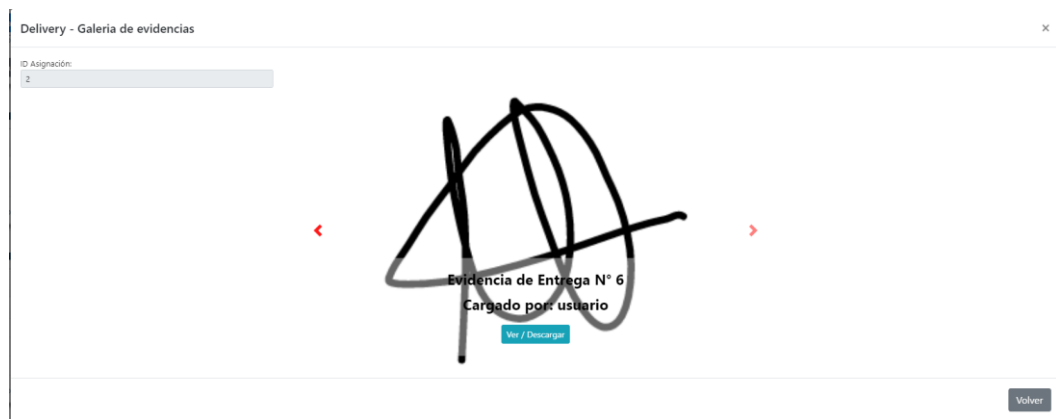 Delivery - Galeria de evidencias
×
ID Asignación:
2
Evidencia de Entrega N° 6
Cargado por: usuario
Ver / Descargar
Volver